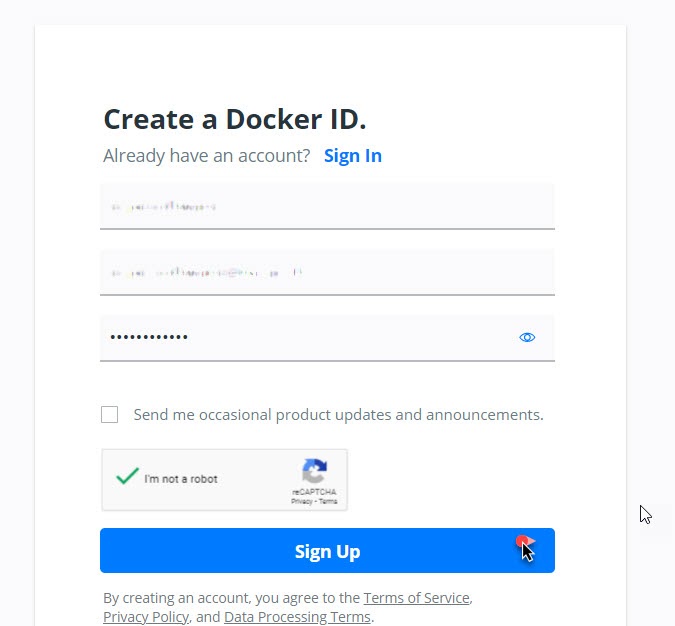 Create a Docker ID.
Already have an account? Sign In
••••••••••••
Send me occasional product updates and announcements.
I'm not a robot
reCAPTCHA
Privacy - Terms
Sign Up
By creating an account, you agree to the Terms of Service,
Privacy Policy, and Data Processing Terms.